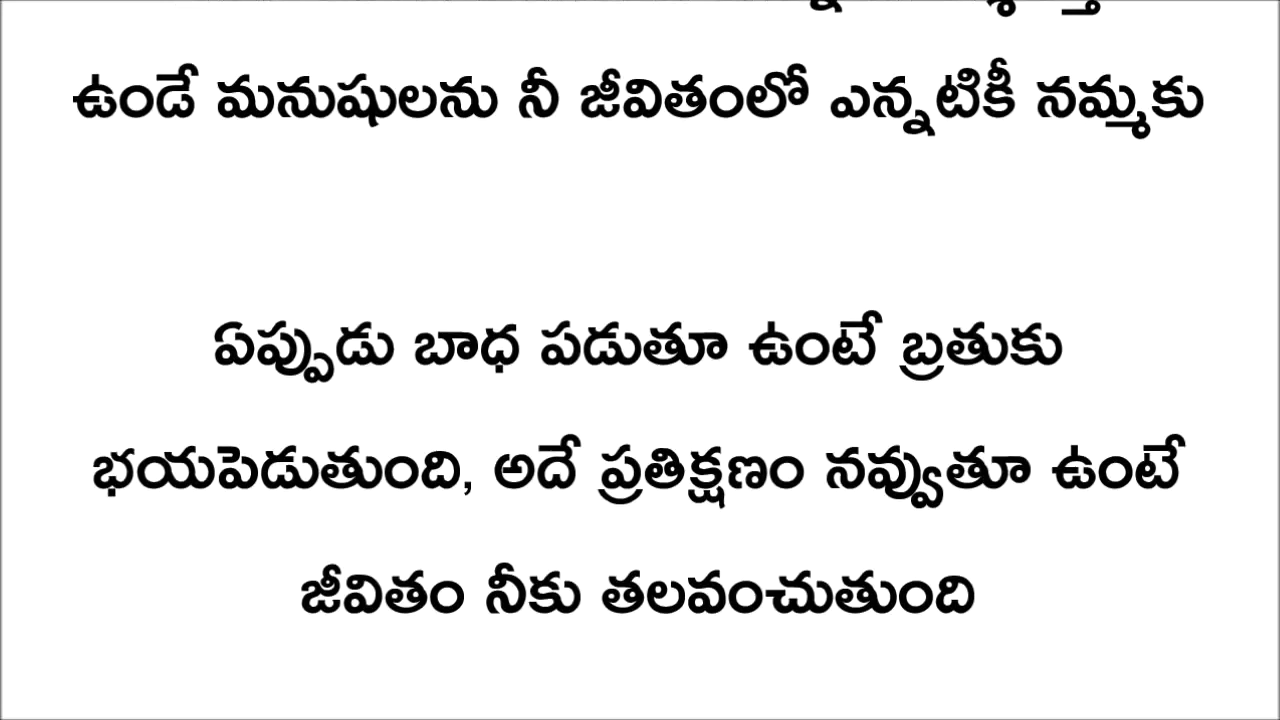 ఉండే మనుషులను నీ జీవితంలో ఎన్నటికీ నమ్మకు
ఏప్పుడు బాధ పడుతూ ఉంటే బ్రతుకు
భయపెడుతుంది, అదే ప్రతిక్షణం నవ్వుతూ ఉంటే
జీవితం నీకు తలవంచుతుంది